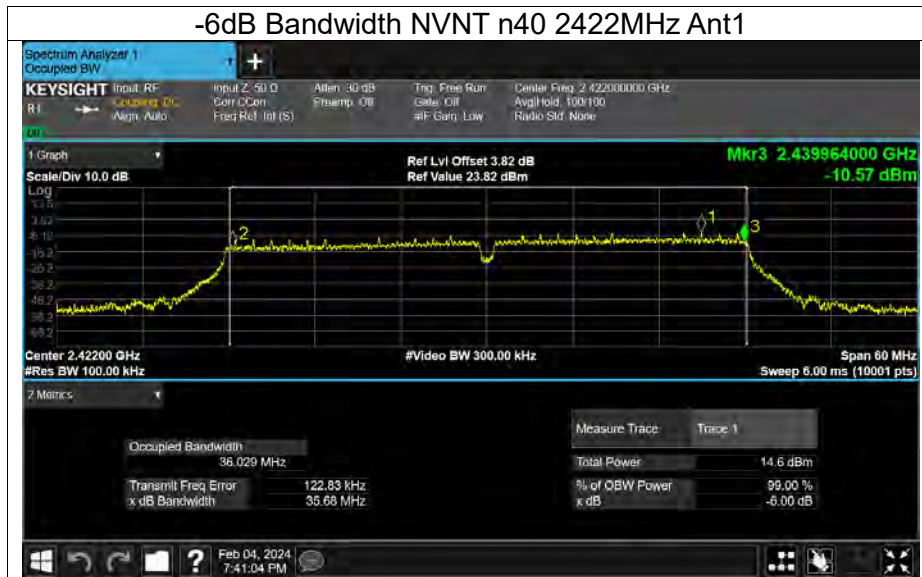 -6dB Bandwidth NVNT n40 2422MHz Ant1
Spectrum Analyzer 1
Occupied BW
+
KEYSIGHT Input: RF Input Z: 50 Ω Atten: 30 dB Trig: Free Run Center Freq: 2.422000000 GHz
Coupling: DC Corr CCorr Preamp: Off Gate: Off Avg|Hold: 100/100
Align: Auto Freq Ref: Int (S) #IF Gain: Low Radio Std: None
1 Graph
Ref Lvl Offset 3.82 dB
Mkr3 2.439964000 GHz
Scale/Div 10.0 dB
Ref Value 23.82 dBm
-10.57 dBm
Log
1
2
3
Center 2.42200 GHz
#Video BW 300.00 kHz
Span 60 MHz
#Res BW 100.00 kHz
Sweep 6.00 ms (10001 pts)
2 Metrics
Measure Trace Trace 1
Occupied Bandwidth
36.029 MHz
Total Power 14.6 dBm
Transmit Freq Error 122.83 kHz
% of OBW Power 99.00 %
x dB Bandwidth 35.68 MHz
x dB -6.00 dB
?
Feb 04, 2024
7:41:04 PM